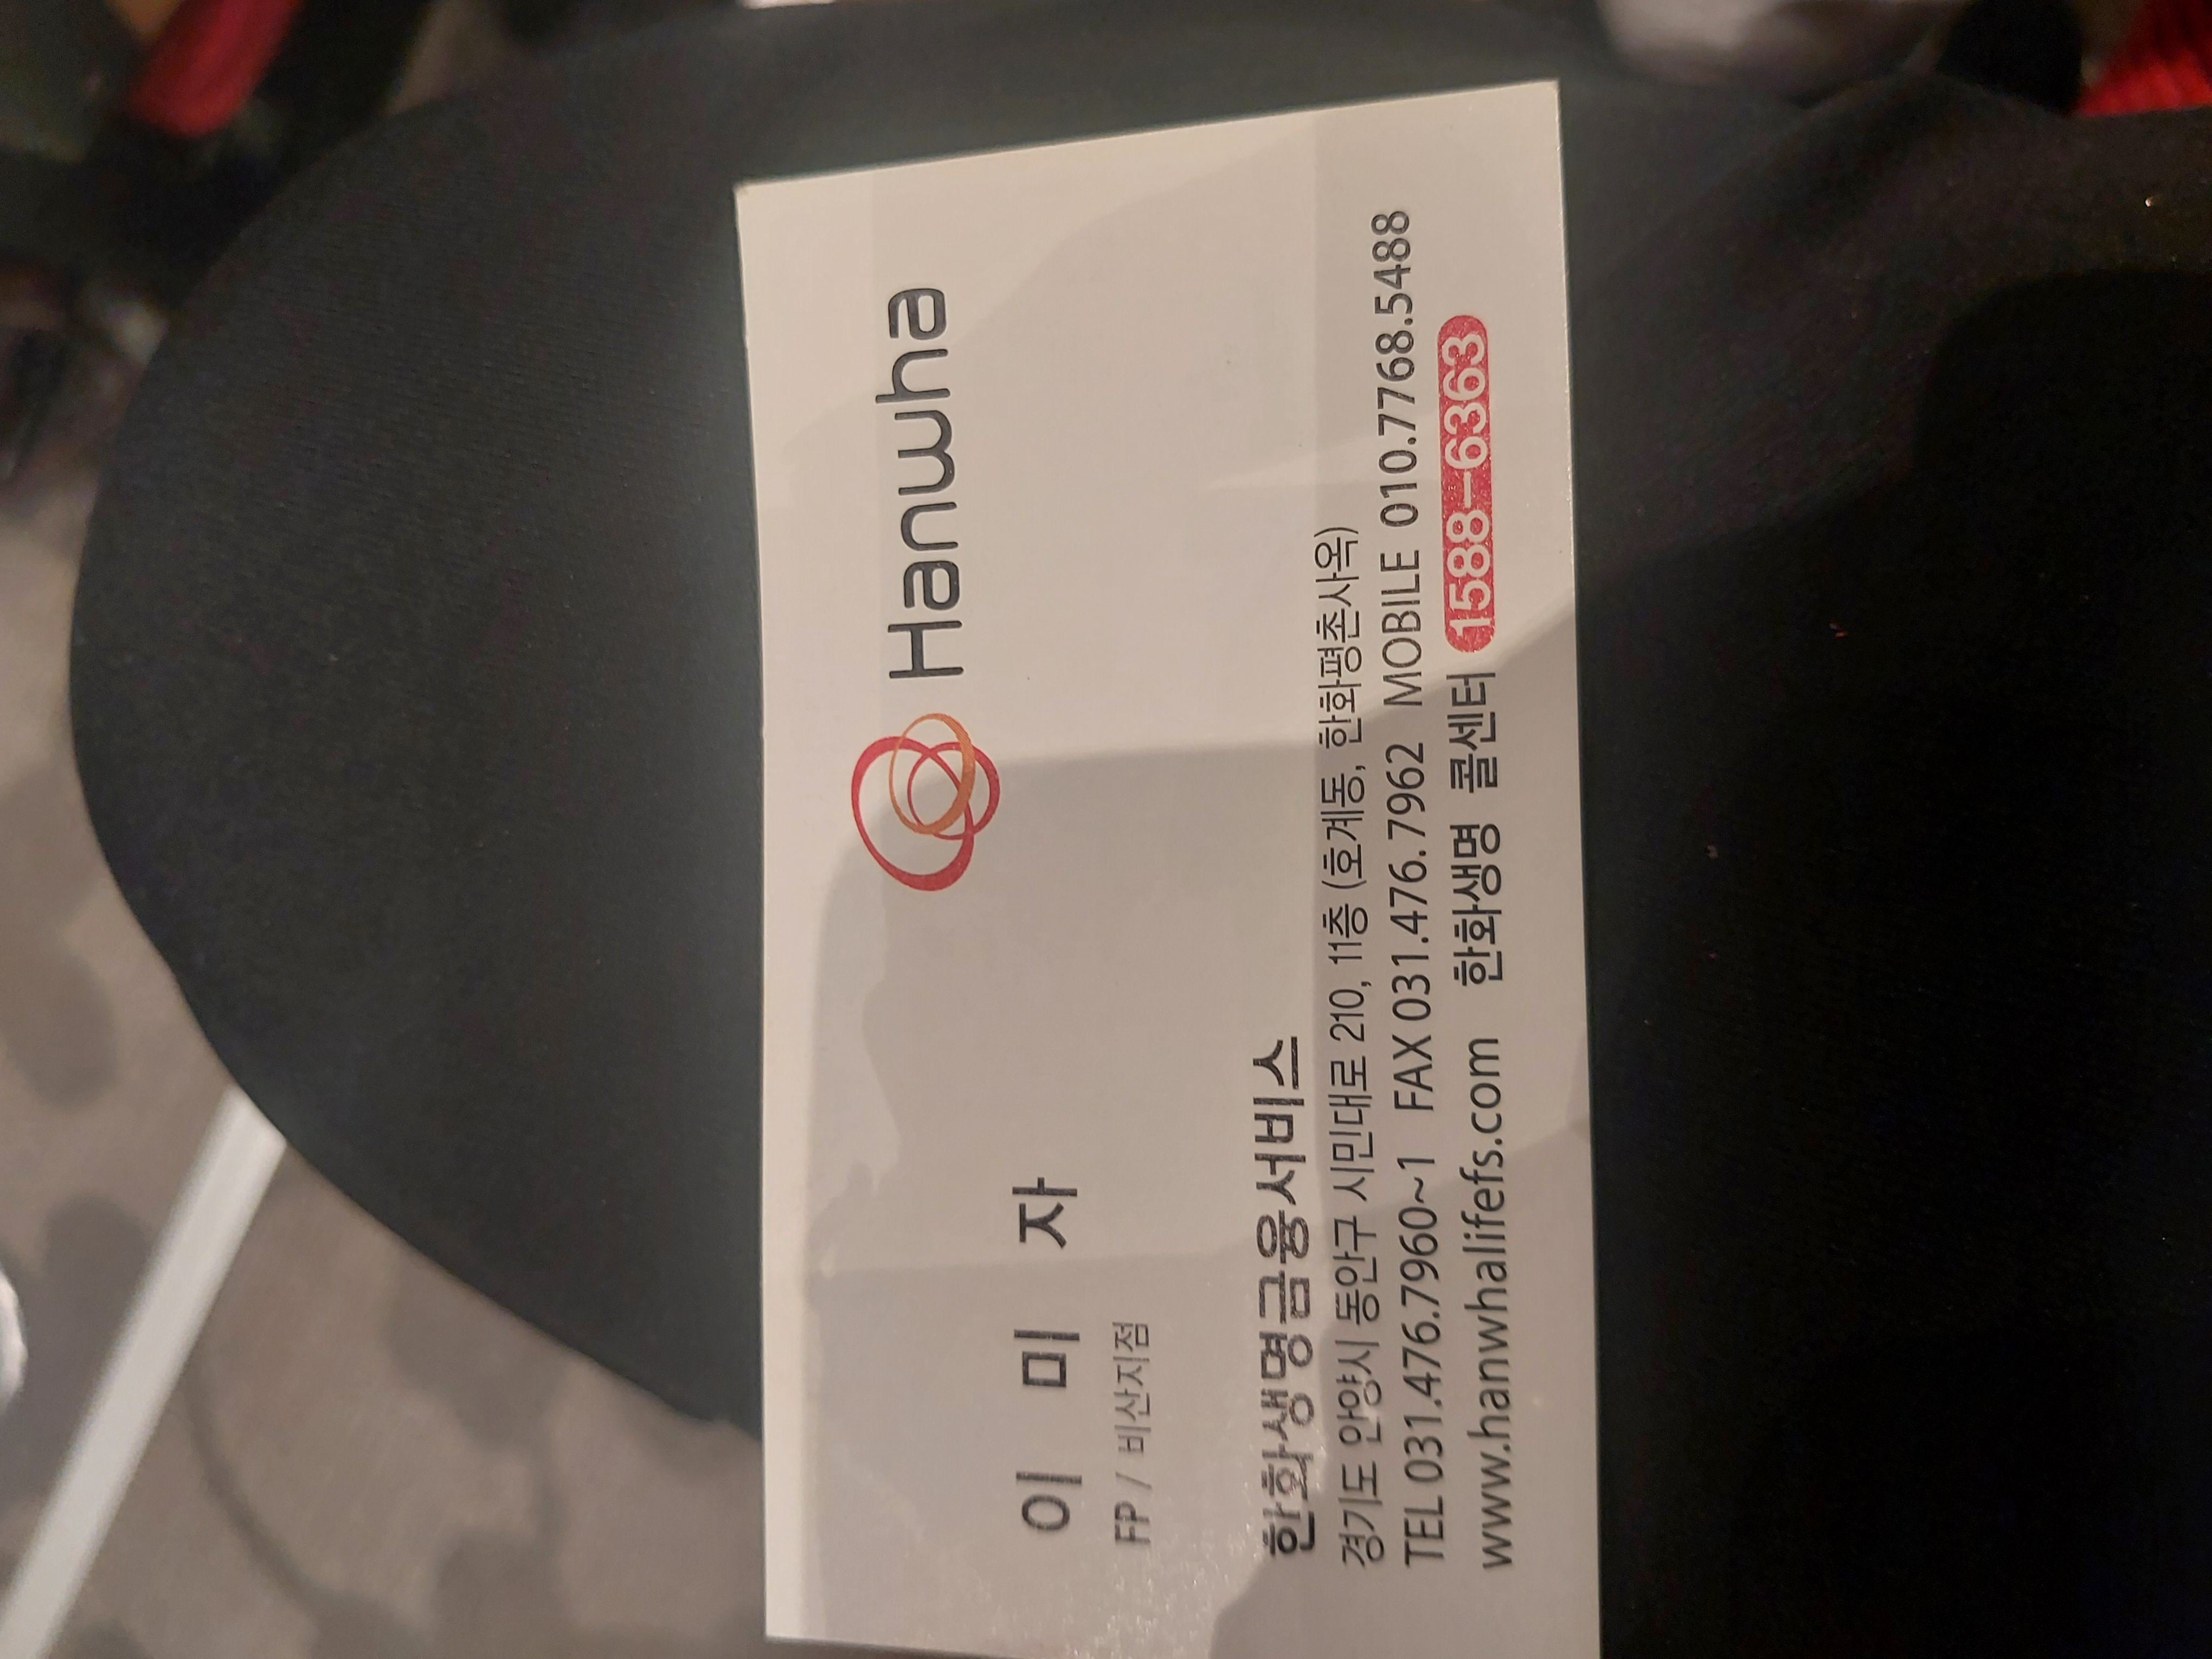 Hanwha
이 미 자
FP / 비산지점
한화생명금융서비스
경기도 안양시 동안구 시민대로 210, 11층 (호계동, 한화평촌사옥)
TEL 031.476.7960~1 FAX 031.476.7962 MOBILE 010.7768.5488
www.hanwhalifefs.com 한화생명 콜센터 1588-6363